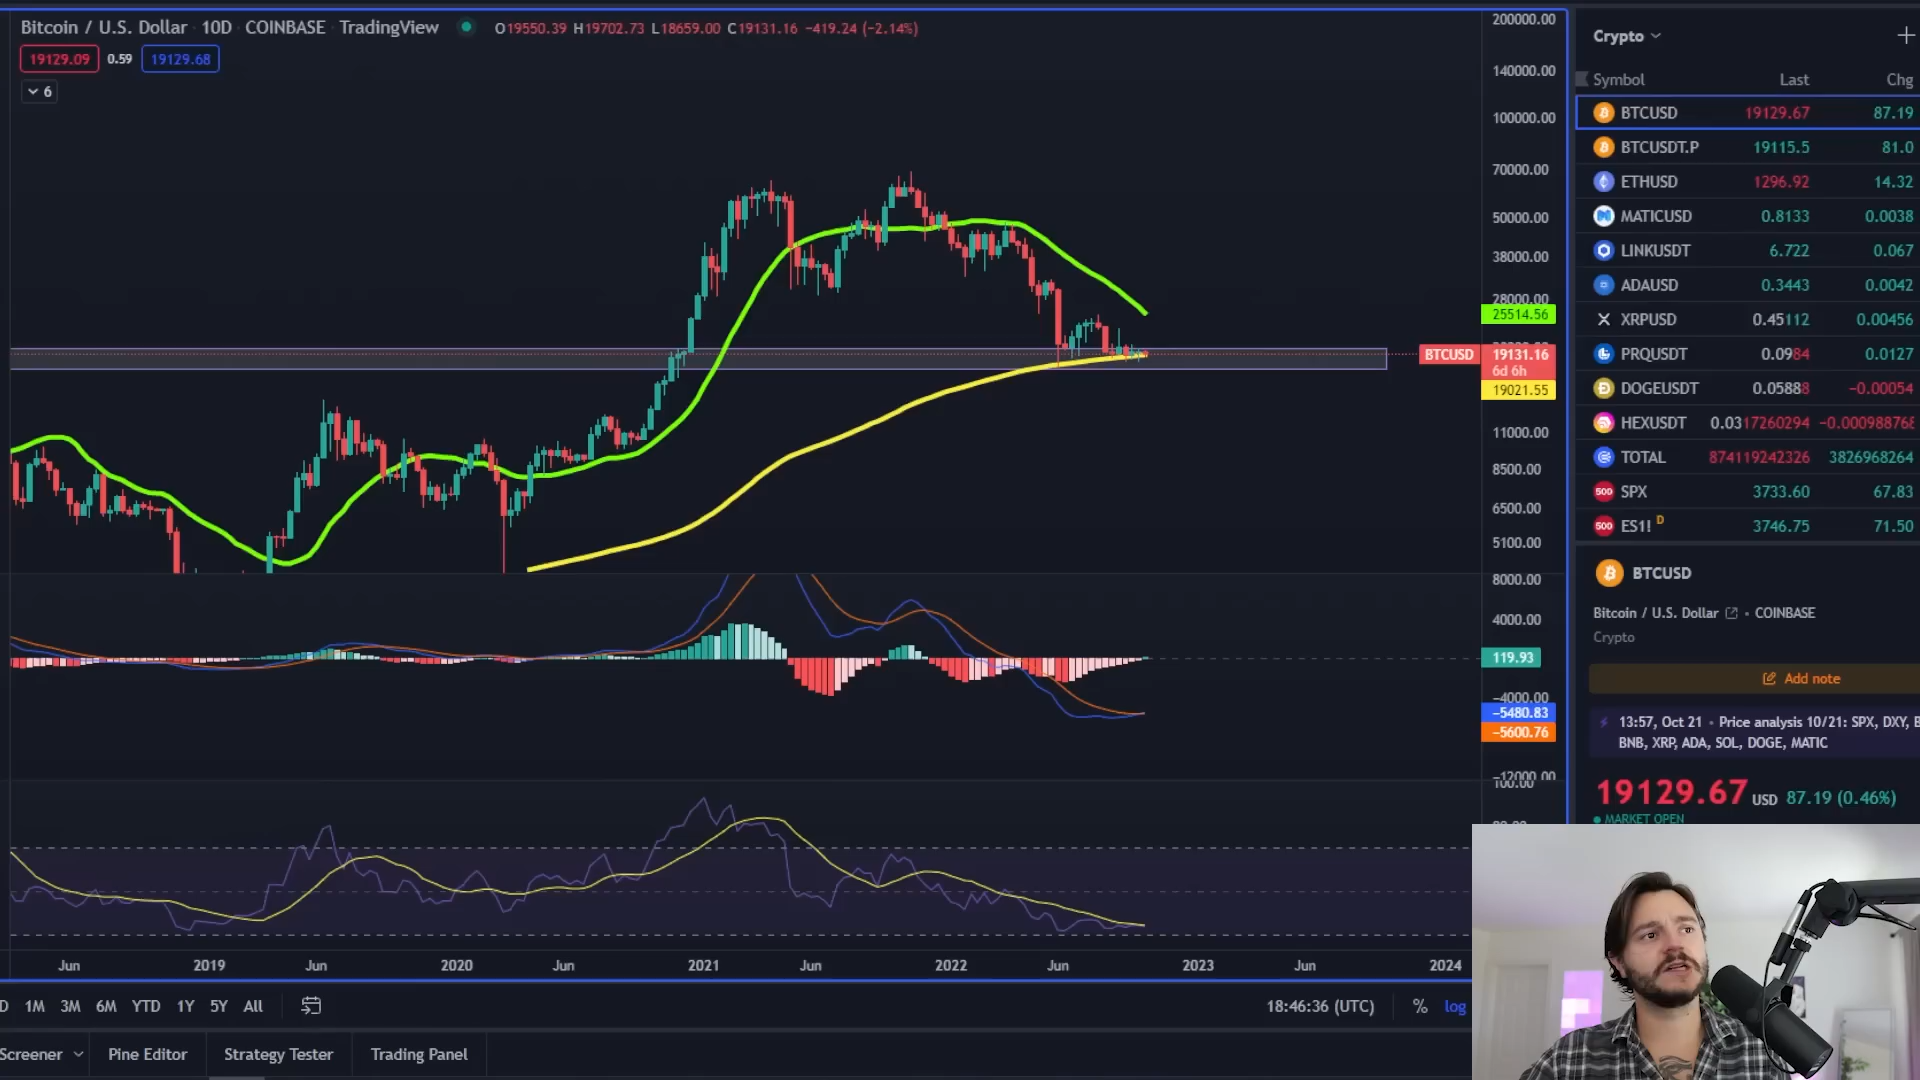 Bitcoin / U.S. Dollar · 10D · COINBASE · TradingView O19550.39 H19702.73 L18659.00 C19131.16 −419.24 (−2.14%)
19129.09 0.59 19129.68
6
200000.00
140000.00
100000.00
70000.00
50000.00
38000.00
28000.00
25514.56
BTCUSD 19131.16
6d 6h
19021.55
11000.00
8500.00
6500.00
5100.00
8000.00
4000.00
119.93
−4000.00
−5480.83
−5600.76
−12000.00
100.00
Jun 2019 Jun 2020 Jun 2021 Jun 2022 Jun 2023 Jun 2024
D 1M 3M 6M YTD 1Y 5Y All
18:46:36 (UTC) % log
Screener Pine Editor Strategy Tester Trading Panel
Crypto
Symbol Last Chg
BTCUSD 19129.67 87.19
BTCUSDT.P 19115.5 81.0
ETHUSD 1296.92 14.32
MATICUSD 0.8133 0.0038
LINKUSDT 6.722 0.067
ADAUSD 0.3443 0.0042
XRPUSD 0.45112 0.00456
PRQUSDT 0.0984 0.0127
DOGEUSDT 0.05888 −0.00054
HEXUSDT 0.0317260294 −0.000988768
TOTAL 874119242326 3826968264
500 SPX 3733.60 67.83
500 ES1! D 3746.75 71.50
BTCUSD
Bitcoin / U.S. Dollar • COINBASE
Crypto
Add note
13:57, Oct 21 • Price analysis 10/21: SPX, DXY, B
BNB, XRP, ADA, SOL, DOGE, MATIC
19129.67 USD 87.19 (0.46%)
MARKET OPEN